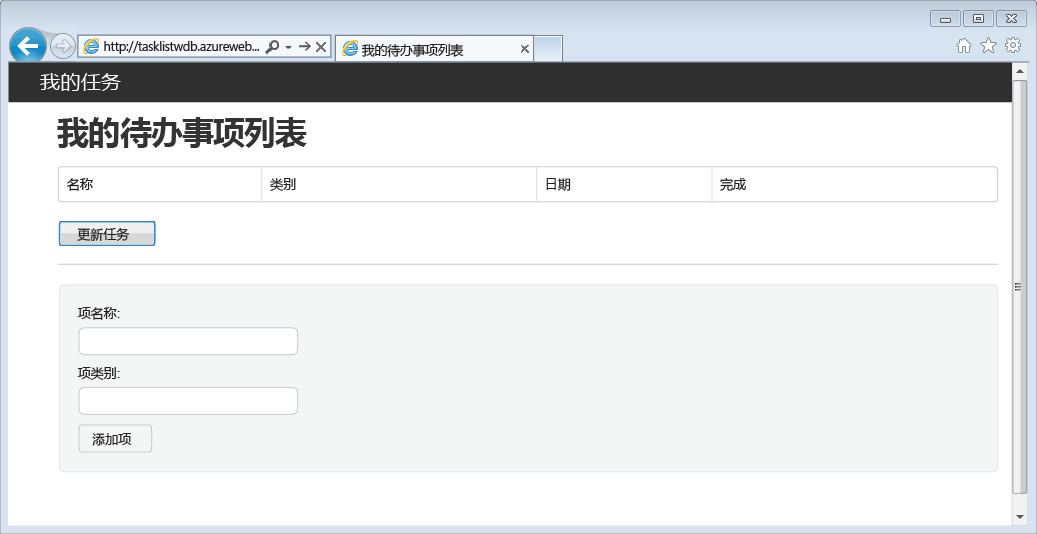 http://tasklistwdb.azureweb...
我的待办事项列表
我的任务
我的待办事项列表
名称 类别 日期 完成
更新任务
项名称:
项类别:
添加项